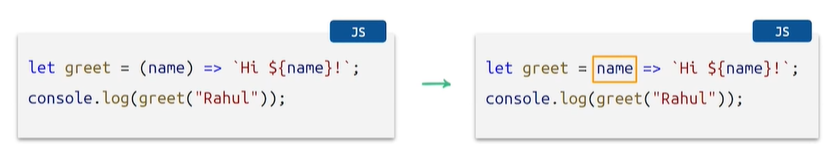 JS
let greet = (name) => `Hi ${name}!`;
console.log(greet("Rahul"));
JS
let greet = name => `Hi ${name}!`;
console.log(greet("Rahul"));